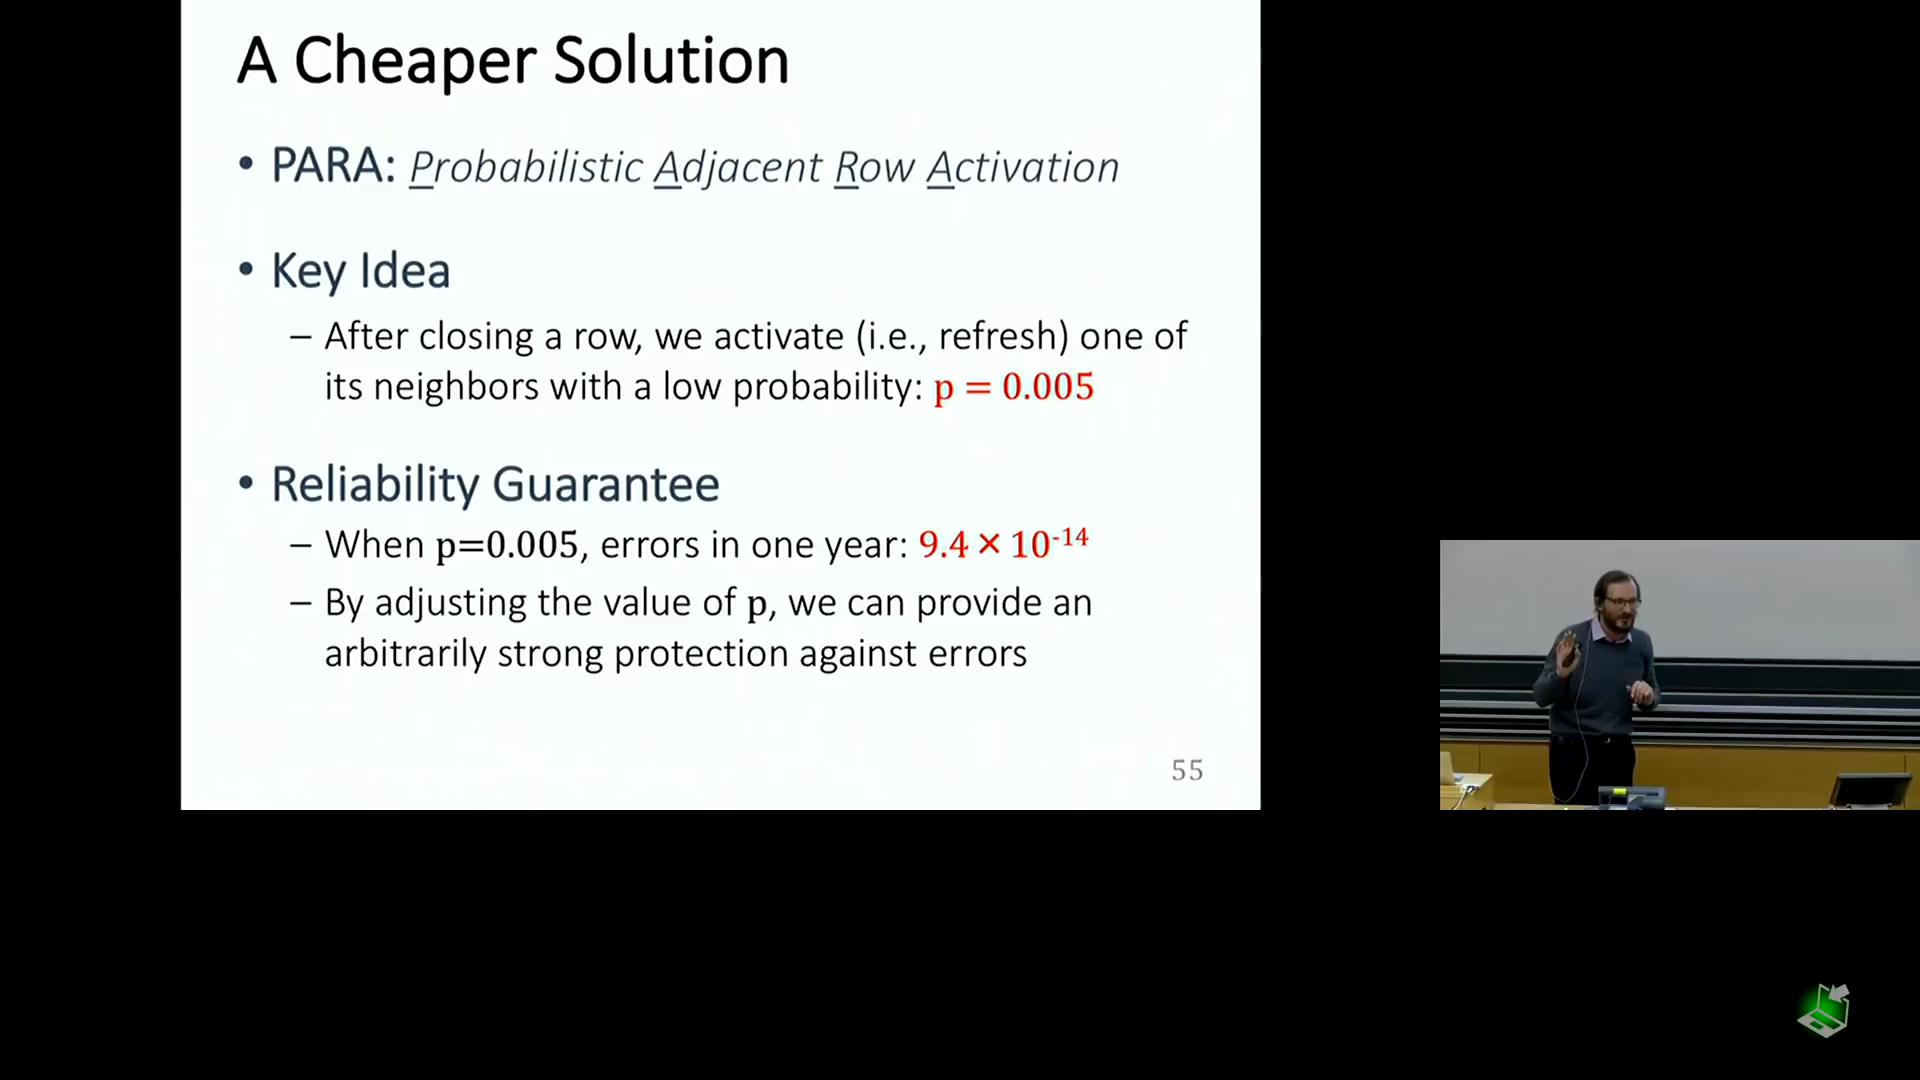 A Cheaper Solution
• PARA: Probabilistic Adjacent Row Activation
• Key Idea
– After closing a row, we activate (i.e., refresh) one of
its neighbors with a low probability: p = 0.005
• Reliability Guarantee
– When p=0.005, errors in one year: 9.4 × 10⁻¹⁴
– By adjusting the value of p, we can provide an
arbitrarily strong protection against errors
55